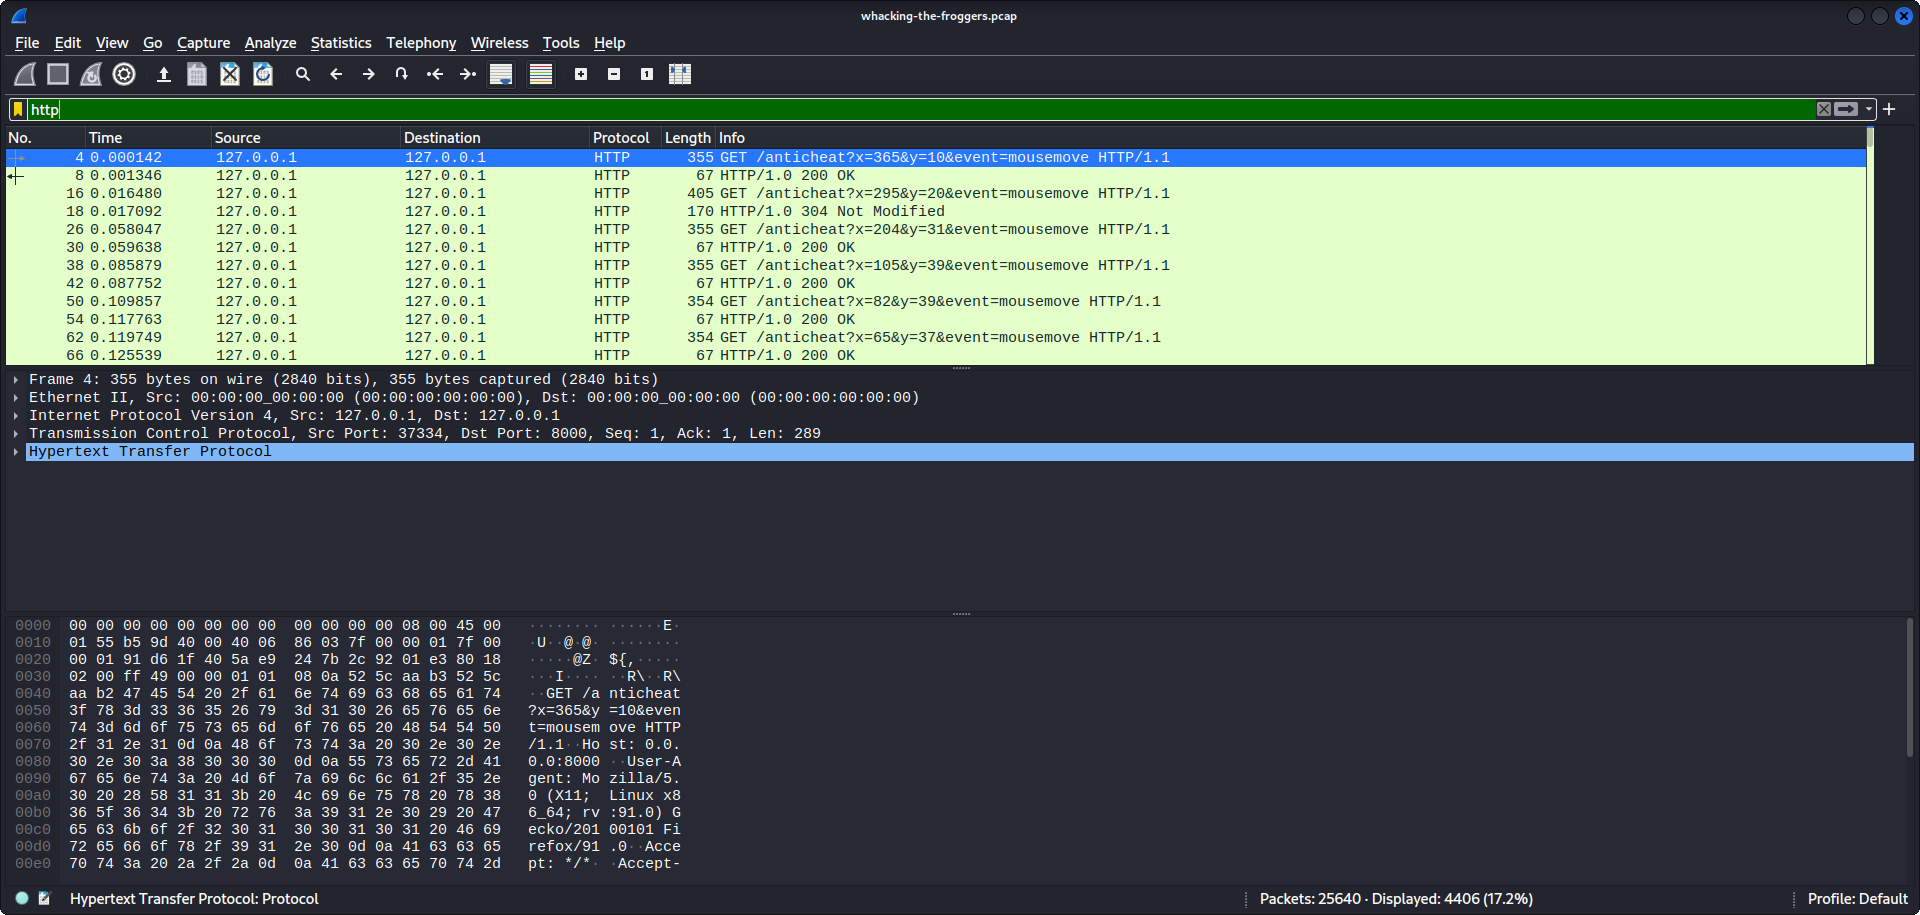 whacking-the-froggers.pcap
File Edit View Go Capture Analyze Statistics Telephony Wireless Tools Help
http
No. Time Source Destination Protocol Length Info
4 0.000142 127.0.0.1 127.0.0.1 HTTP 355 GET /anticheat?x=365&y=10&event=mousemove HTTP/1.1
8 0.001346 127.0.0.1 127.0.0.1 HTTP 67 HTTP/1.0 200 OK
16 0.016480 127.0.0.1 127.0.0.1 HTTP 405 GET /anticheat?x=295&y=20&event=mousemove HTTP/1.1
18 0.017092 127.0.0.1 127.0.0.1 HTTP 170 HTTP/1.0 304 Not Modified
26 0.058047 127.0.0.1 127.0.0.1 HTTP 355 GET /anticheat?x=204&y=31&event=mousemove HTTP/1.1
30 0.059638 127.0.0.1 127.0.0.1 HTTP 67 HTTP/1.0 200 OK
38 0.085879 127.0.0.1 127.0.0.1 HTTP 355 GET /anticheat?x=105&y=39&event=mousemove HTTP/1.1
42 0.087752 127.0.0.1 127.0.0.1 HTTP 67 HTTP/1.0 200 OK
50 0.109857 127.0.0.1 127.0.0.1 HTTP 354 GET /anticheat?x=82&y=39&event=mousemove HTTP/1.1
54 0.117763 127.0.0.1 127.0.0.1 HTTP 67 HTTP/1.0 200 OK
62 0.119749 127.0.0.1 127.0.0.1 HTTP 354 GET /anticheat?x=65&y=37&event=mousemove HTTP/1.1
66 0.125539 127.0.0.1 127.0.0.1 HTTP 67 HTTP/1.0 200 OK
Frame 4: 355 bytes on wire (2840 bits), 355 bytes captured (2840 bits)
Ethernet II, Src: 00:00:00_00:00:00 (00:00:00:00:00:00), Dst: 00:00:00_00:00:00 (00:00:00:00:00:00)
Internet Protocol Version 4, Src: 127.0.0.1, Dst: 127.0.0.1
Transmission Control Protocol, Src Port: 37334, Dst Port: 8000, Seq: 1, Ack: 1, Len: 289
Hypertext Transfer Protocol
0000 00 00 00 00 00 00 00 00 00 00 00 00 08 00 45 00 ········ ······E·
0010 01 55 b5 9d 40 00 40 06 86 03 7f 00 00 01 7f 00 ·U··@·@· ········
0020 00 01 91 d6 1f 40 5a e9 24 7b 2c 92 01 e3 80 18 ·····@Z· ${,·····
0030 02 00 ff 49 00 00 01 01 08 0a 52 5c aa b3 52 5c ···I···· ··R\··R\
0040 aa b2 47 45 54 20 2f 61 6e 74 69 63 68 65 61 74 ··GET /a nticheat
0050 3f 78 3d 33 36 35 26 79 3d 31 30 26 65 76 65 6e ?x=365&y =10&even
0060 74 3d 6d 6f 75 73 65 6d 6f 76 65 20 48 54 54 50 t=mousem ove HTTP
0070 2f 31 2e 31 0d 0a 48 6f 73 74 3a 20 30 2e 30 2e /1.1··Ho st: 0.0.
0080 30 2e 30 3a 38 30 30 30 0d 0a 55 73 65 72 2d 41 0.0:8000 ··User-A
0090 67 65 6e 74 3a 20 4d 6f 7a 69 6c 6c 61 2f 35 2e gent: Mo zilla/5.
00a0 30 20 28 58 31 31 3b 20 4c 69 6e 75 78 20 78 38 0 (X11; Linux x8
00b0 36 5f 36 34 3b 20 72 76 3a 39 31 2e 30 29 20 47 6_64; rv :91.0) G
00c0 65 63 6b 6f 2f 32 30 31 30 30 31 30 31 20 46 69 ecko/201 00101 Fi
00d0 72 65 66 6f 78 2f 39 31 2e 30 0d 0a 41 63 63 65 refox/91 .0··Acce
00e0 70 74 3a 20 2a 2f 2a 0d 0a 41 63 63 65 70 74 2d pt: */*· ·Accept-
Hypertext Transfer Protocol: Protocol Packets: 25640 · Displayed: 4406 (17.2%) Profile: Default